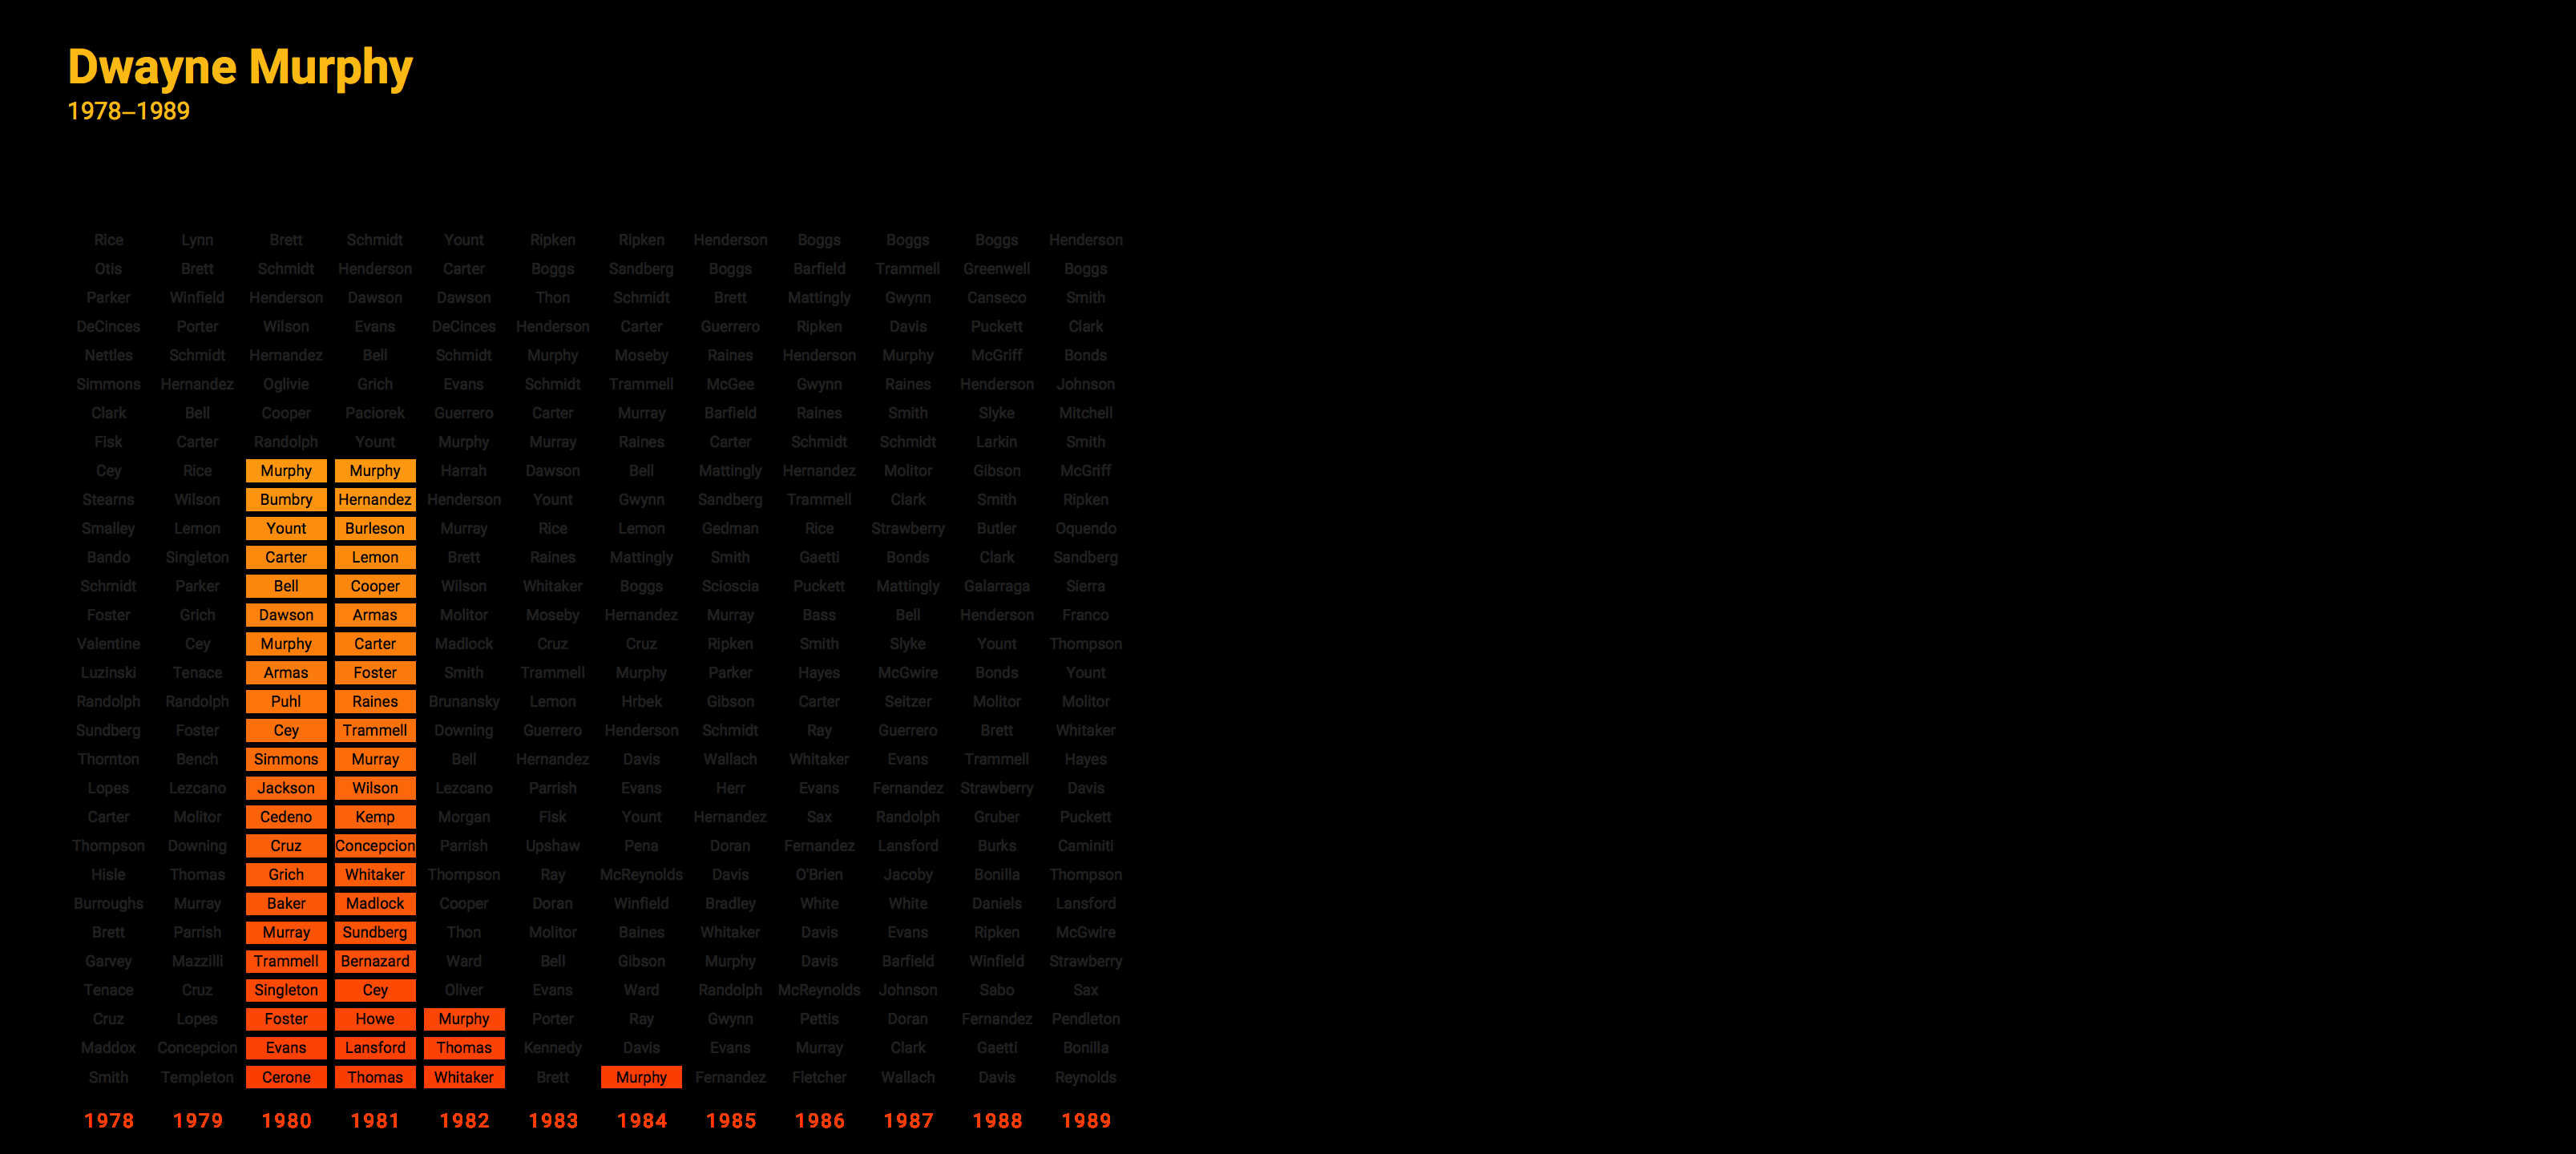 Dwayne Murphy
1978–1989
Rice Lynn Brett Schmidt Yount Ripken Ripken Henderson Boggs Boggs Boggs Henderson
Otis Brett Schmidt Henderson Carter Boggs Sandberg Boggs Barfield Trammell Greenwell Boggs
Parker Winfield Henderson Dawson Dawson Thon Schmidt Brett Mattingly Gwynn Canseco Smith
DeCinces Porter Wilson Evans DeCinces Henderson Carter Guerrero Ripken Davis Puckett Clark
Nettles Schmidt Hernandez Bell Schmidt Murphy Moseby Raines Henderson Murphy McGriff Bonds
Simmons Hernandez Oglivie Grich Evans Schmidt Trammell McGee Gwynn Raines Henderson Johnson
Clark Bell Cooper Paciorek Guerrero Carter Murray Barfield Raines Smith Slyke Mitchell
Fisk Carter Randolph Yount Murphy Murray Raines Carter Schmidt Schmidt Larkin Smith
Cey Rice Murphy Murphy Harrah Dawson Bell Mattingly Hernandez Molitor Gibson McGriff
Stearns Wilson Bumbry Hernandez Henderson Yount Gwynn Sandberg Trammell Clark Smith Ripken
Smalley Lemon Yount Burleson Murray Rice Lemon Gedman Rice Strawberry Butler Oquendo
Bando Singleton Carter Lemon Brett Raines Mattingly Smith Gaetti Bonds Clark Sandberg
Schmidt Parker Bell Cooper Wilson Whitaker Boggs Scioscia Puckett Mattingly Galarraga Sierra
Foster Grich Dawson Armas Molitor Moseby Hernandez Murray Bass Bell Henderson Franco
Valentine Cey Murphy Carter Madlock Cruz Cruz Ripken Smith Slyke Yount Thompson
Luzinski Tenace Armas Foster Smith Trammell Murphy Parker Hayes McGwire Bonds Yount
Randolph Randolph Puhl Raines Brunansky Lemon Hrbek Gibson Carter Seitzer Molitor Molitor
Sundberg Foster Cey Trammell Downing Guerrero Henderson Schmidt Ray Guerrero Brett Whitaker
Thornton Bench Simmons Murray Bell Hernandez Davis Wallach Whitaker Evans Trammell Hayes
Lopes Lezcano Jackson Wilson Lezcano Parrish Evans Herr Evans Fernandez Strawberry Davis
Carter Molitor Cedeno Kemp Morgan Fisk Yount Hernandez Sax Randolph Gruber Puckett
Thompson Downing Cruz Concepcion Parrish Upshaw Pena Doran Fernandez Lansford Burks Caminiti
Hisle Thomas Grich Whitaker Thompson Ray McReynolds Davis O'Brien Jacoby Bonilla Thompson
Burroughs Murray Baker Madlock Cooper Doran Winfield Bradley White White Daniels Lansford
Brett Parrish Murray Sundberg Thon Molitor Baines Whitaker Davis Evans Ripken McGwire
Garvey Mazzilli Trammell Bernazard Ward Bell Gibson Murphy Davis Barfield Winfield Strawberry
Tenace Cruz Singleton Cey Oliver Evans Ward Randolph McReynolds Johnson Sabo Sax
Cruz Lopes Foster Howe Murphy Porter Ray Gwynn Pettis Doran Fernandez Pendleton
Maddox Concepcion Evans Lansford Thomas Kennedy Davis Evans Murray Clark Gaetti Bonilla
Smith Templeton Cerone Thomas Whitaker Brett Murphy Fernandez Fletcher Wallach Davis Reynolds
1978 1979 1980 1981 1982 1983 1984 1985 1986 1987 1988 1989